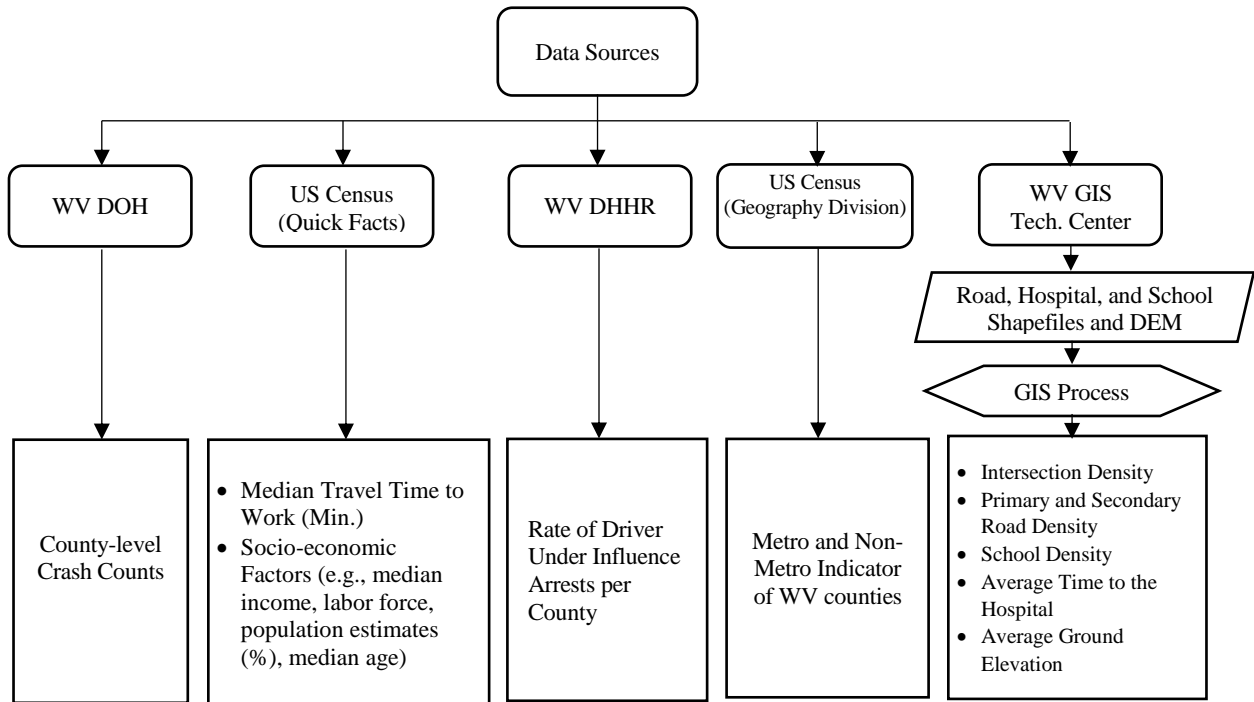 Data Sources
WV DOH
US Census
(Quick Facts)
WV DHHR
US Census
(Geography Division)
WV GIS
Tech. Center
Road, Hospital, and School
Shapefiles and DEM
GIS Process
County-level
Crash Counts
• Median Travel Time to
Work (Min.)
• Socio-economic
Factors (e.g., median
income, labor force,
population estimates
(%), median age)
Rate of Driver
Under Influence
Arrests per
County
Metro and Non-
Metro Indicator
of WV counties
• Intersection Density
• Primary and Secondary
Road Density
• School Density
• Average Time to the
Hospital
• Average Ground
Elevation